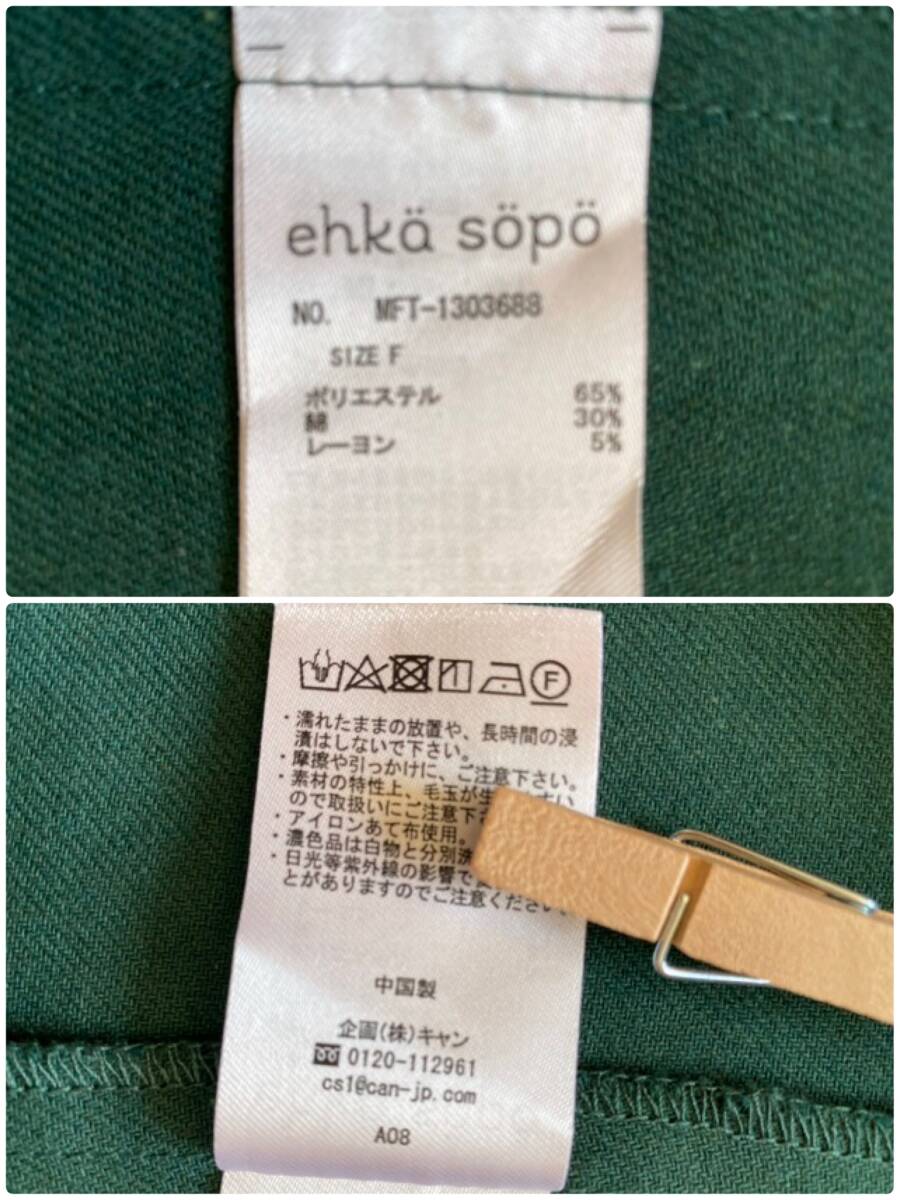 ehkä söpö
NO. MFT-1303688
SIZE F
ポリエステル 65%
綿 30%
レーヨン 5%
F
・濡れたままの放置や、長時間の浸
漬はしないで下さい。
・摩擦や引っかけに、ご注意下さい。
・素材の特性上、毛玉が生 さい
ので取扱いにご注意下
・アイロンあて布使用。
・濃色品は白物と分別洗
・日光等紫外線の影響で
とがありますのでご注意ください。
中国製
企画(株)キャン
0120-112961
cs1@can-jp.com
A08